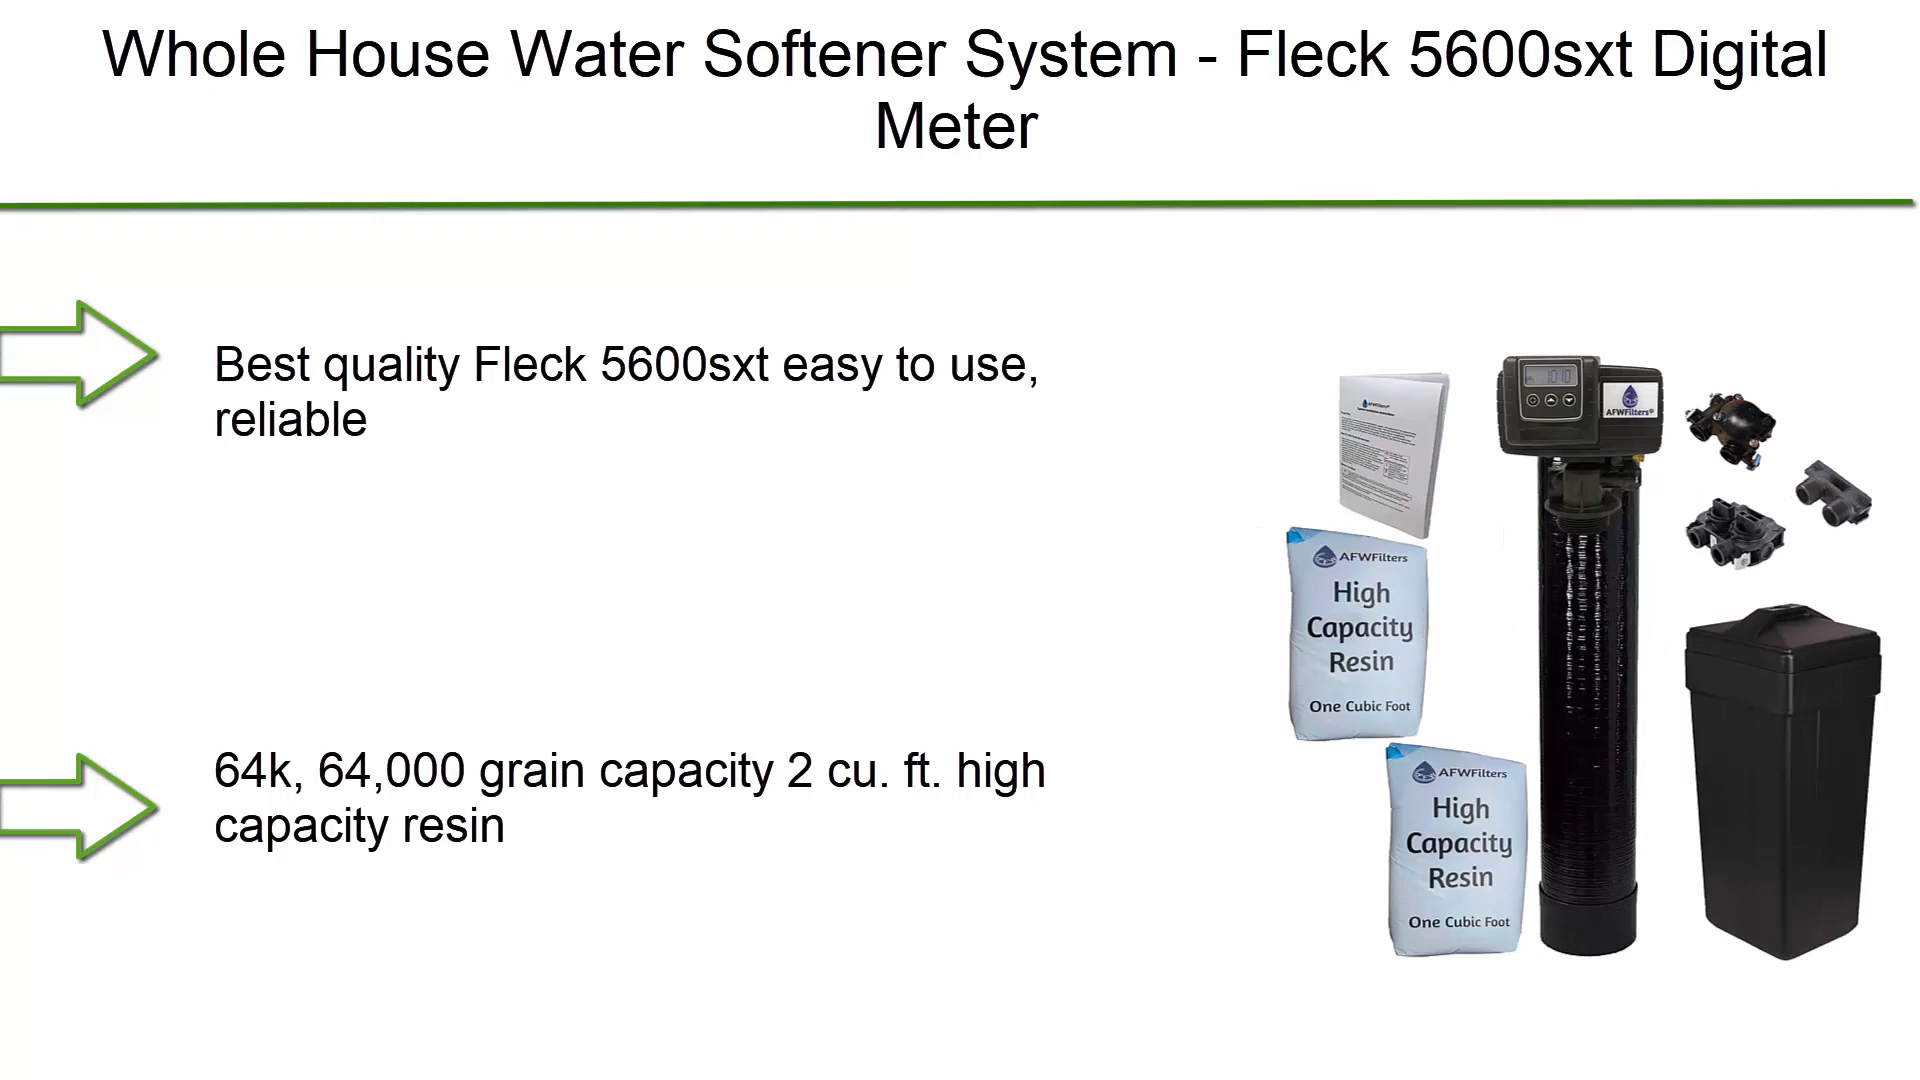 Whole House Water Softener System - Fleck 5600sxt Digital
Meter
Best quality Fleck 5600sxt easy to use,
reliable
64k, 64,000 grain capacity 2 cu. ft. high
capacity resin
AFWFilters®
AFWFilters®
AFWFilters
High
Capacity
Resin
One Cubic Foot
AFWFilters
High
Capacity
Resin
One Cubic Foot